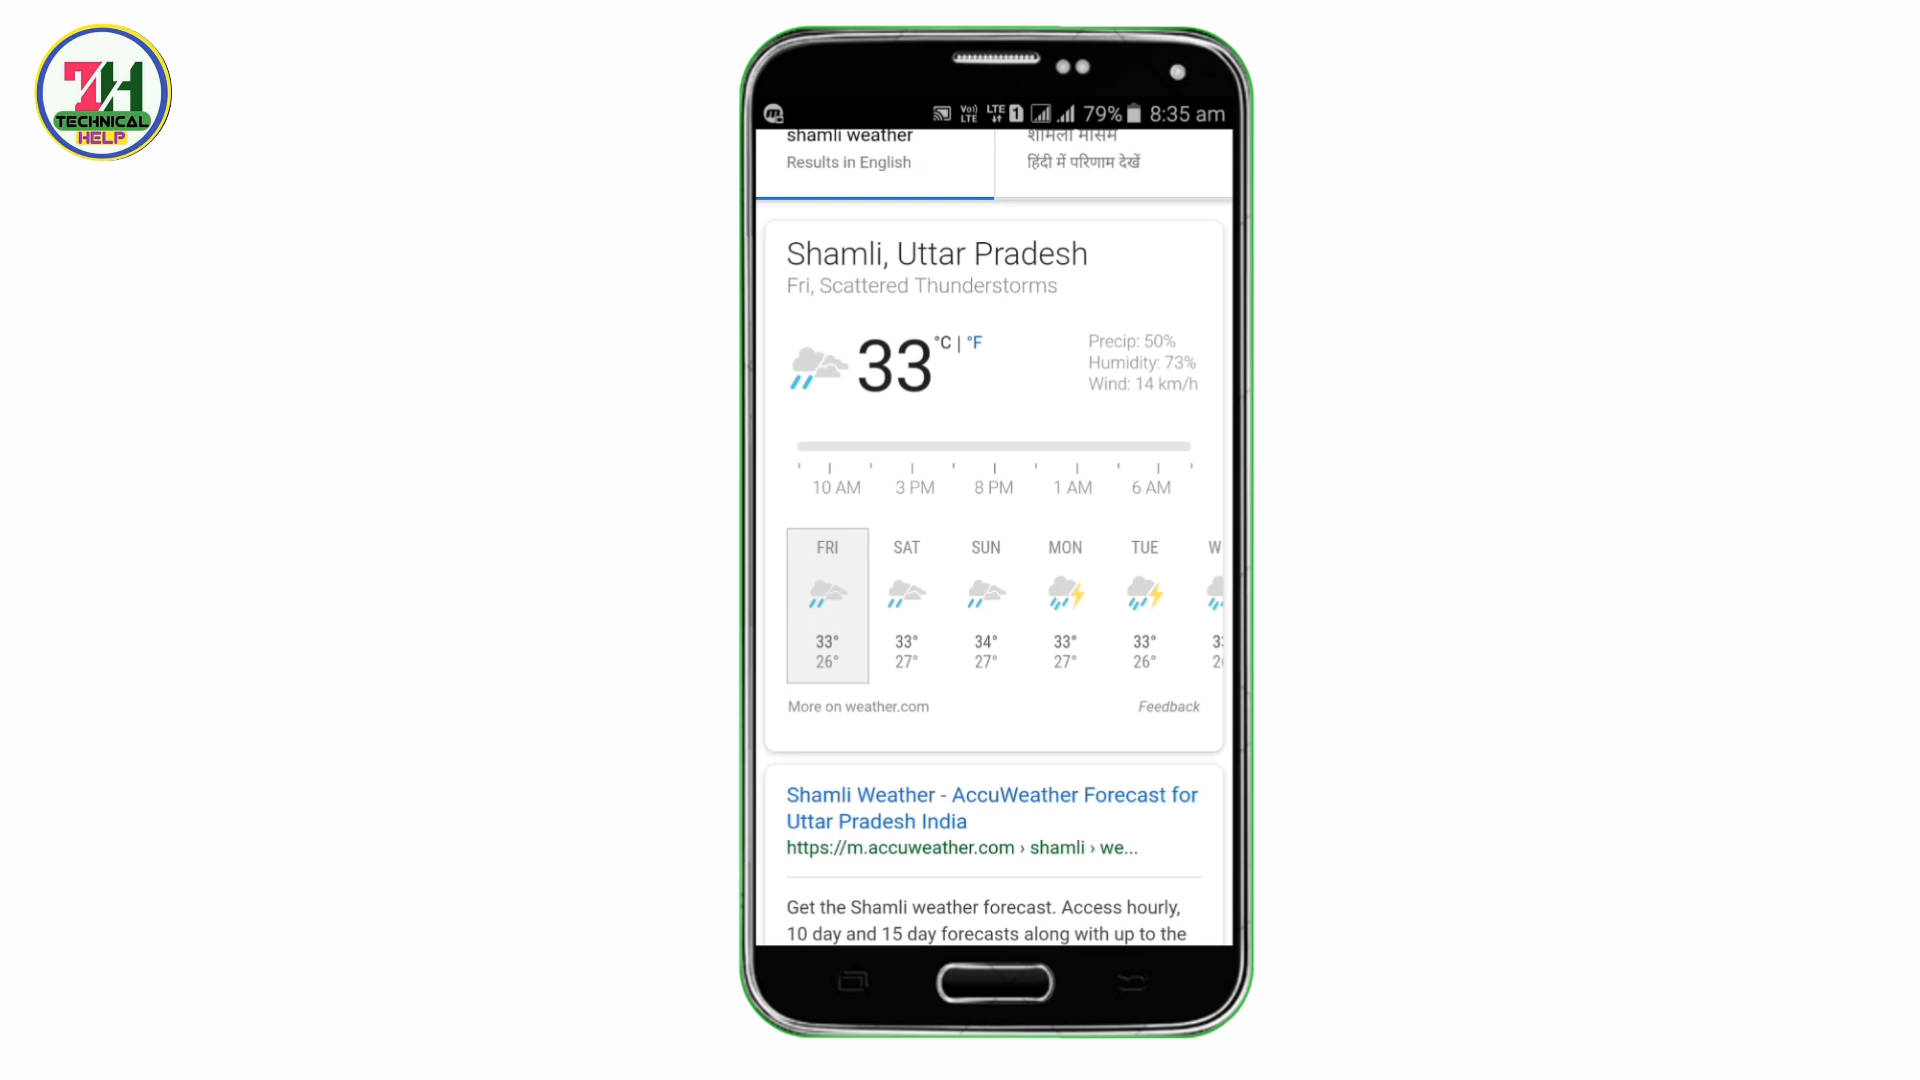 TH
TECHNICAL
HELP
Vo))
LTE
LTE
1
79%
8:35 am
shamli weather
शामली मौसम
Results in English
हिंदी में परिणाम देखें
Shamli, Uttar Pradesh
Fri, Scattered Thunderstorms
33 °C | °F
Precip: 50%
Humidity: 73%
Wind: 14 km/h
10 AM 3 PM 8 PM 1 AM 6 AM
FRI SAT SUN MON TUE W
33° 33° 34° 33° 33°
26° 27° 27° 27° 26°
More on weather.com
Feedback
Shamli Weather - AccuWeather Forecast for
Uttar Pradesh India
https://m.accuweather.com › shamli › we...
Get the Shamli weather forecast. Access hourly,
10 day and 15 day forecasts along with up to the